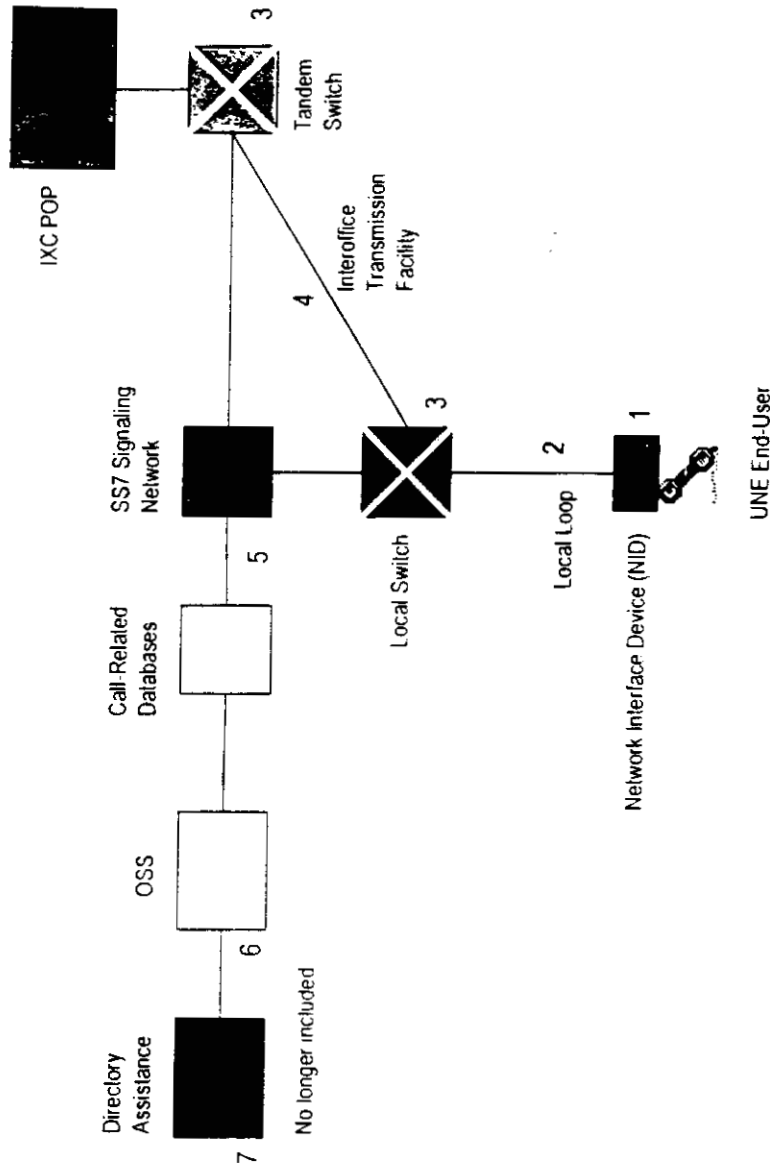 Directory
Assistance
7
No longer included
6
OSS
Call-Related
Databases
5
SS7 Signaling
Network
IXC POP
3
Tandem
Switch
4
Interoffice
Transmission
Facility
Local Switch
3
Local Loop
2
Network Interface Device (NID)
1
UNE End-User